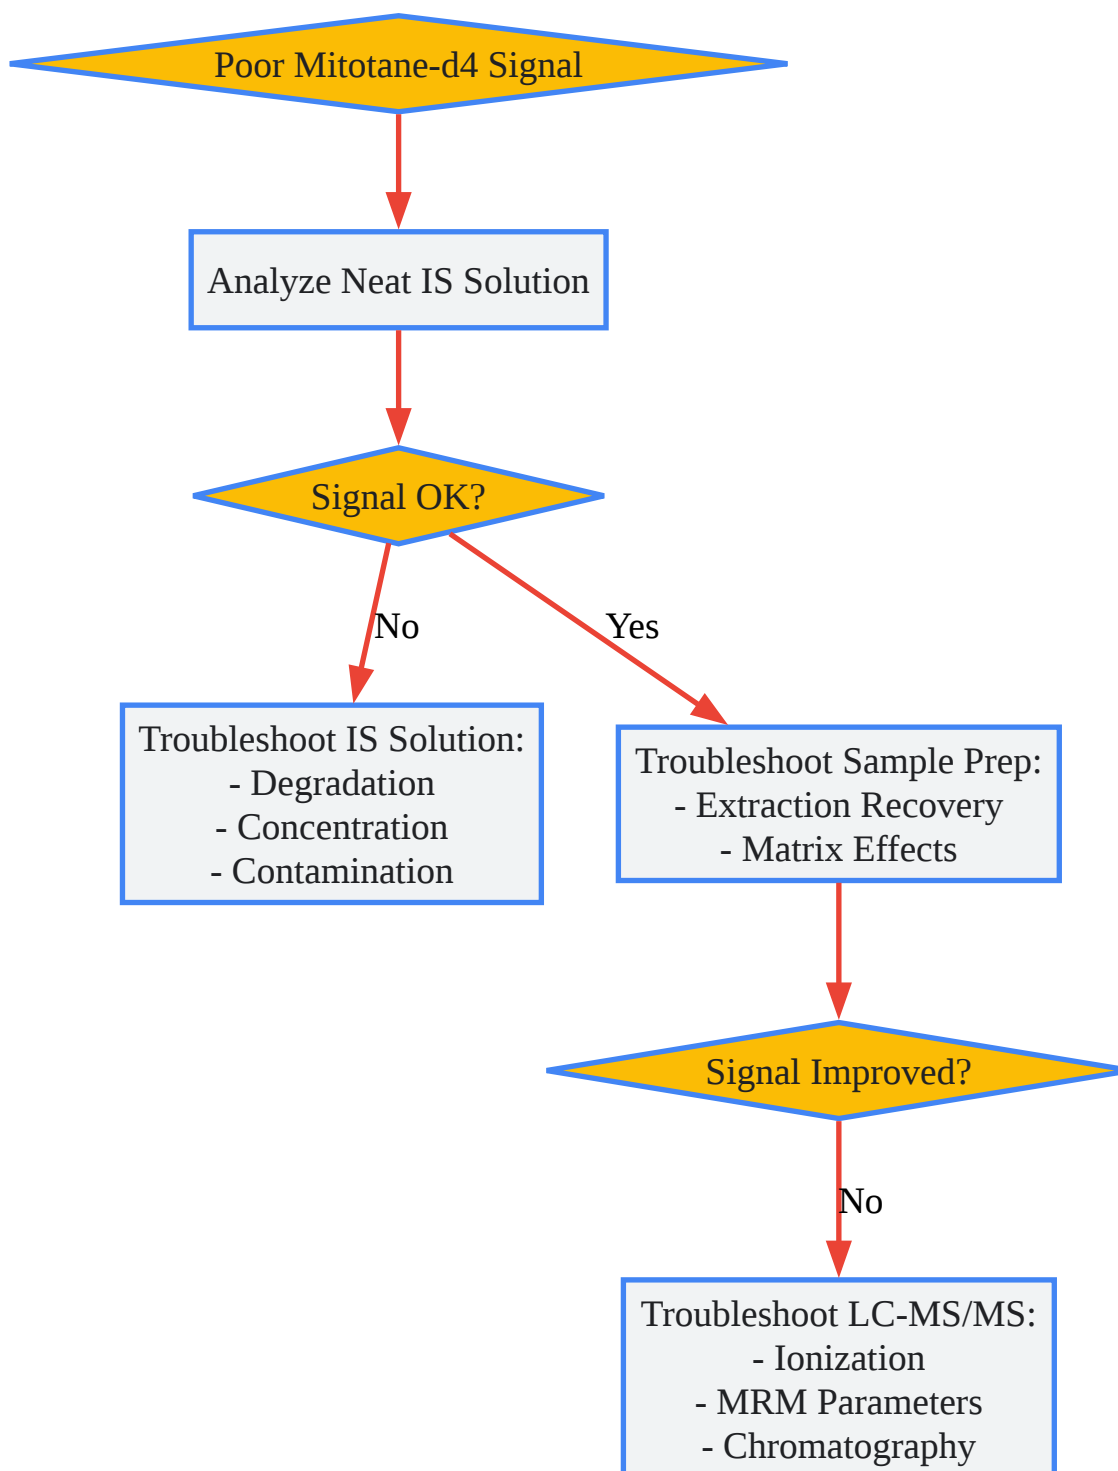 Poor Mitotane-d4 Signal
Analyze Neat IS Solution
Signal OK?
No
Yes
Troubleshoot IS Solution:
- Degradation
- Concentration
- Contamination
Troubleshoot Sample Prep:
- Extraction Recovery
- Matrix Effects
Signal Improved?
No
Troubleshoot LC-MS/MS:
- Ionization
- MRM Parameters
- Chromatography